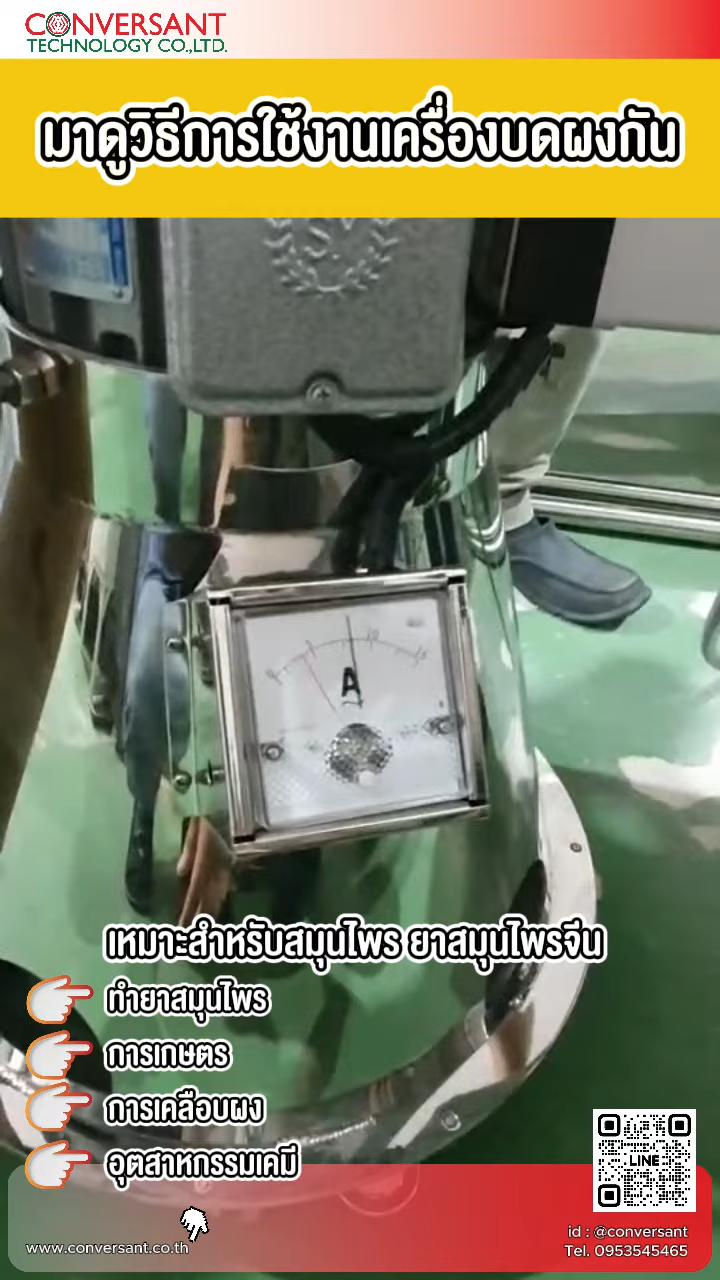 CONVERSANT
TECHNOLOGY CO.,LTD.
มาดูวิธีการใช้งานเครื่องบดผงกัน
A
เหมาะสำหรับสมุนไพร ยาสมุนไพรจีน
ทำยาสมุนไพร
การเกษตร
การเคลือบผง
อุตสาหกรรมเคมี
LINE
www.conversant.co.th
id : @conversant
Tel. 0953545465